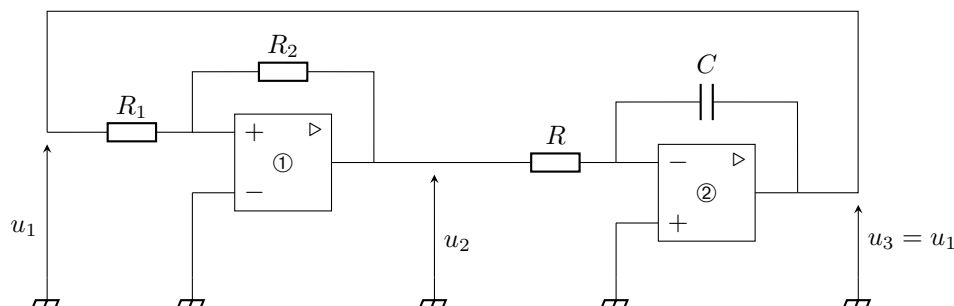 R₂
C
R₁
+
▷
①
−
R
−
▷
②
+
u₁
u₂
u₃ = u₁